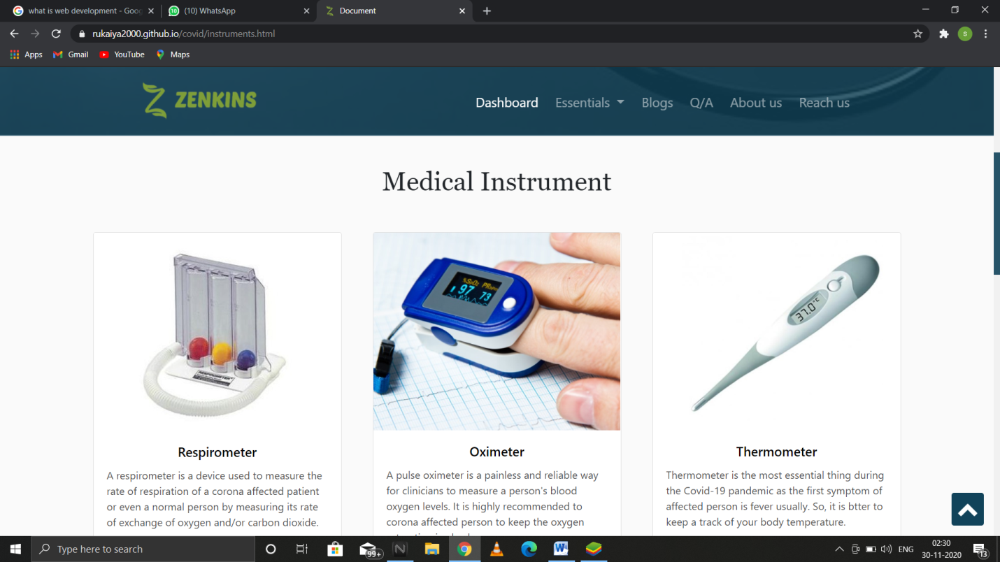 what is web development - Goog
(10) WhatsApp
Document
rukaiya2000.github.io/covid/instruments.html
S
Apps
Gmail
YouTube
Maps
ZENKINS
Dashboard
Essentials
Blogs
Q/A
About us
Reach us
Medical Instrument
%SpO2 PR
97 73
37.0°C
Respirometer
A respirometer is a device used to measure the
rate of respiration of a corona affected patient
or even a normal person by measuring its rate
of exchange of oxygen and/or carbon dioxide.
Oximeter
A pulse oximeter is a painless and reliable way
for clinicians to measure a person's blood
oxygen levels. It is highly recommended to
corona affected person to keep the oxygen
Thermometer
Thermometer is the most essential thing during
the Covid-19 pandemic as the first symptom of
affected person is fever usually. So, it is btter to
keep a track of your body temperature.
Type here to search
99+
ENG
02:30
30-11-2020
13